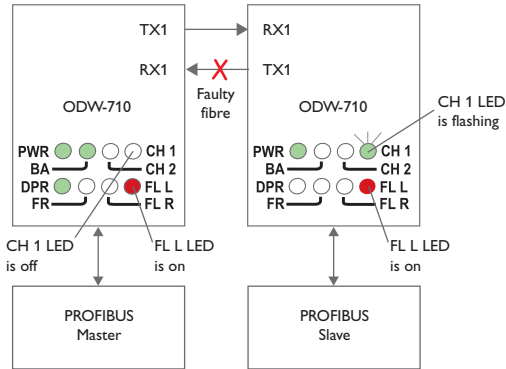 TX1
RX1
RX1
TX1
Faulty
fibre
ODW-710
ODW-710
CH 1 LED
is flashing
PWR
CH 1
BA
CH 2
DPR
FL L
FR
FL R
PWR
CH 1
BA
CH 2
DPR
FL L
FR
FL R
CH 1 LED
is off
FL L LED
is on
FL L LED
is on
PROFIBUS
Master
PROFIBUS
Slave